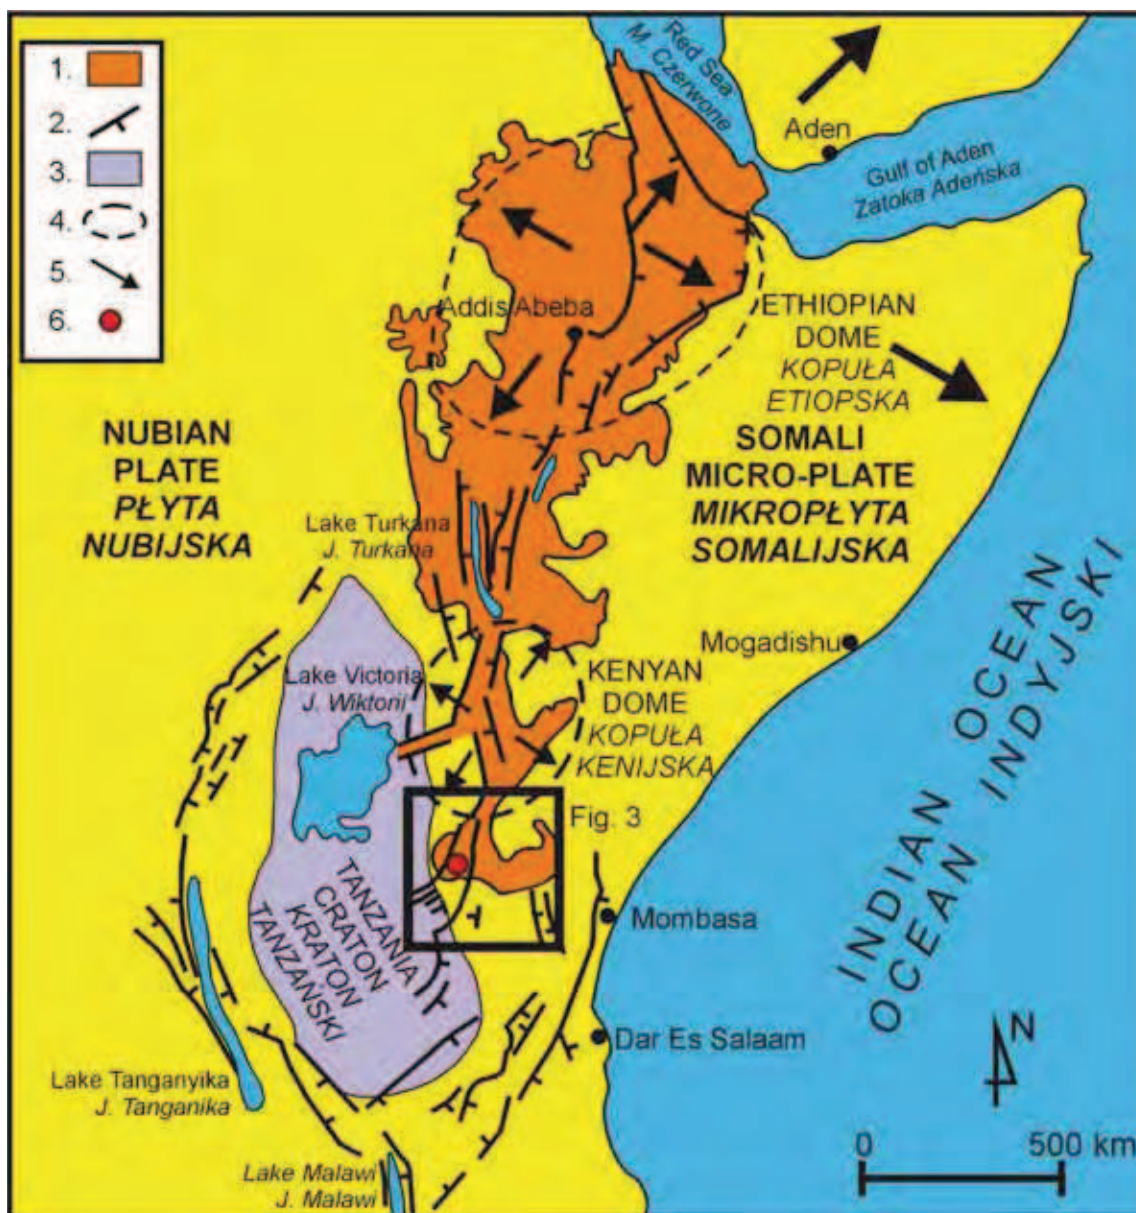 1.
2.
3.
4.
5.
6.
Red Sea
M. Czerwone
Aden
Gulf of Aden
Zatoka Adeńska
Addis Abeba
ETHIOPIAN
DOME
KOPUŁA
ETIOPSKA
NUBIAN
PLATE
PŁYTA
NUBIJSKA
SOMALI
MICRO-PLATE
MIKROPŁYTA
SOMALIJSKA
Lake Turkana
J. Turkana
Mogadishu
Lake Victoria
J. Wiktorii
KENYAN
DOME
KOPUŁA
KENIJSKA
Fig. 3
TANZANIA
CRATON
KRATON
TANZAŃSKI
Mombasa
INDIAN OCEAN
OCEAN INDYJSKI
Dar Es Salaam
N
Lake Tanganyika
J. Tanganika
Lake Malawi
J. Malawi
0 500 km